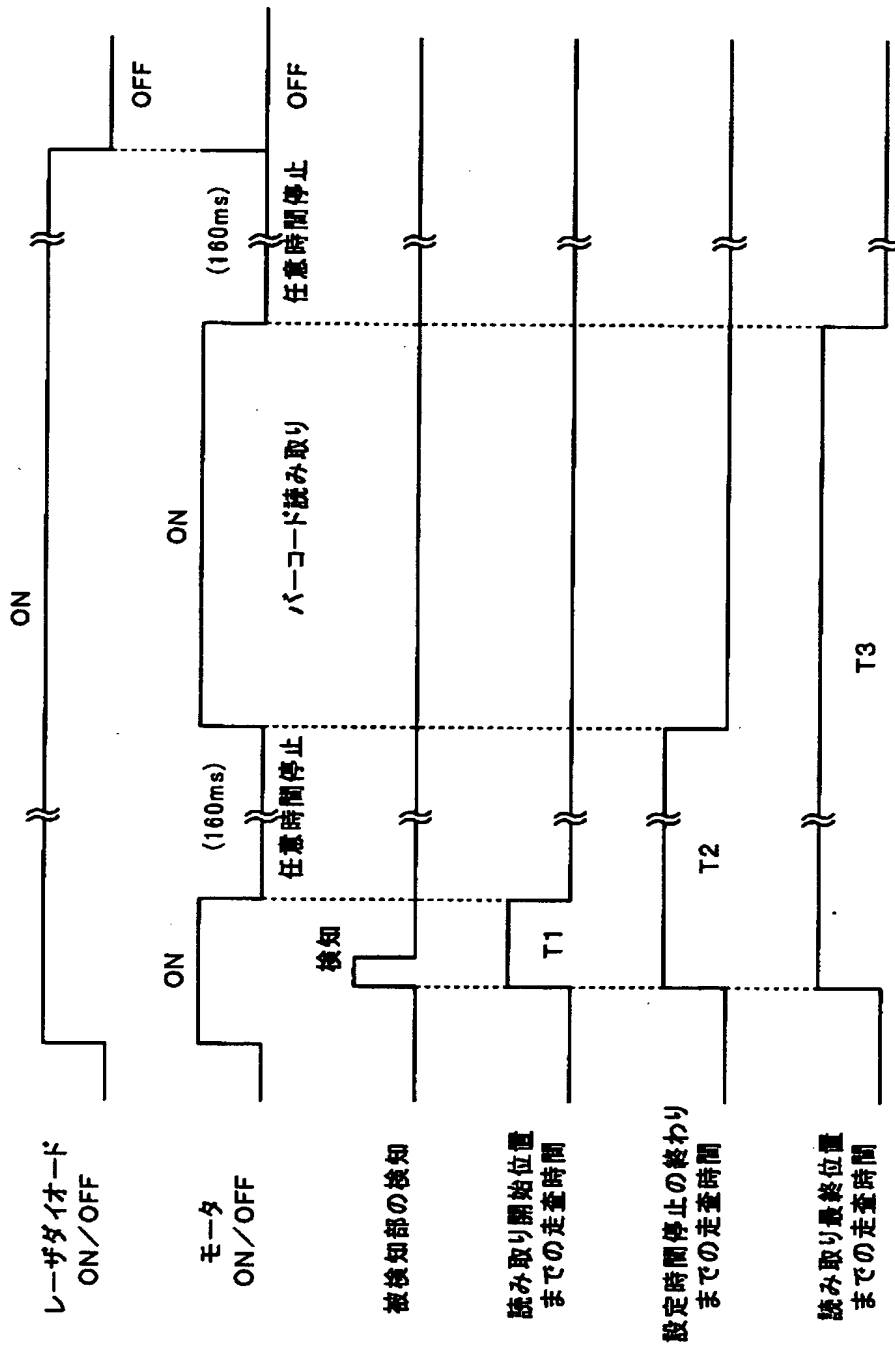 レーザダイオード
ON/OFF
ON
OFF
モータ
ON/OFF
ON
(160ms)
任意時間停止
ON
バーコード読み取り
(160ms)
任意時間停止
OFF
被検知部の検知
検知
読み取り開始位置
までの走査時間
T1
設定時間停止の終わり
までの走査時間
T2
読み取り最終位置
までの走査時間
T3